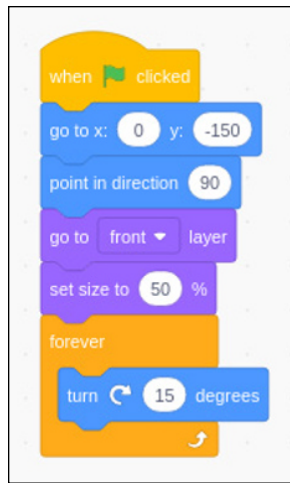 when clicked
go to x: 0 y: -150
point in direction 90
go to front layer
set size to 50 %
forever
turn 15 degrees